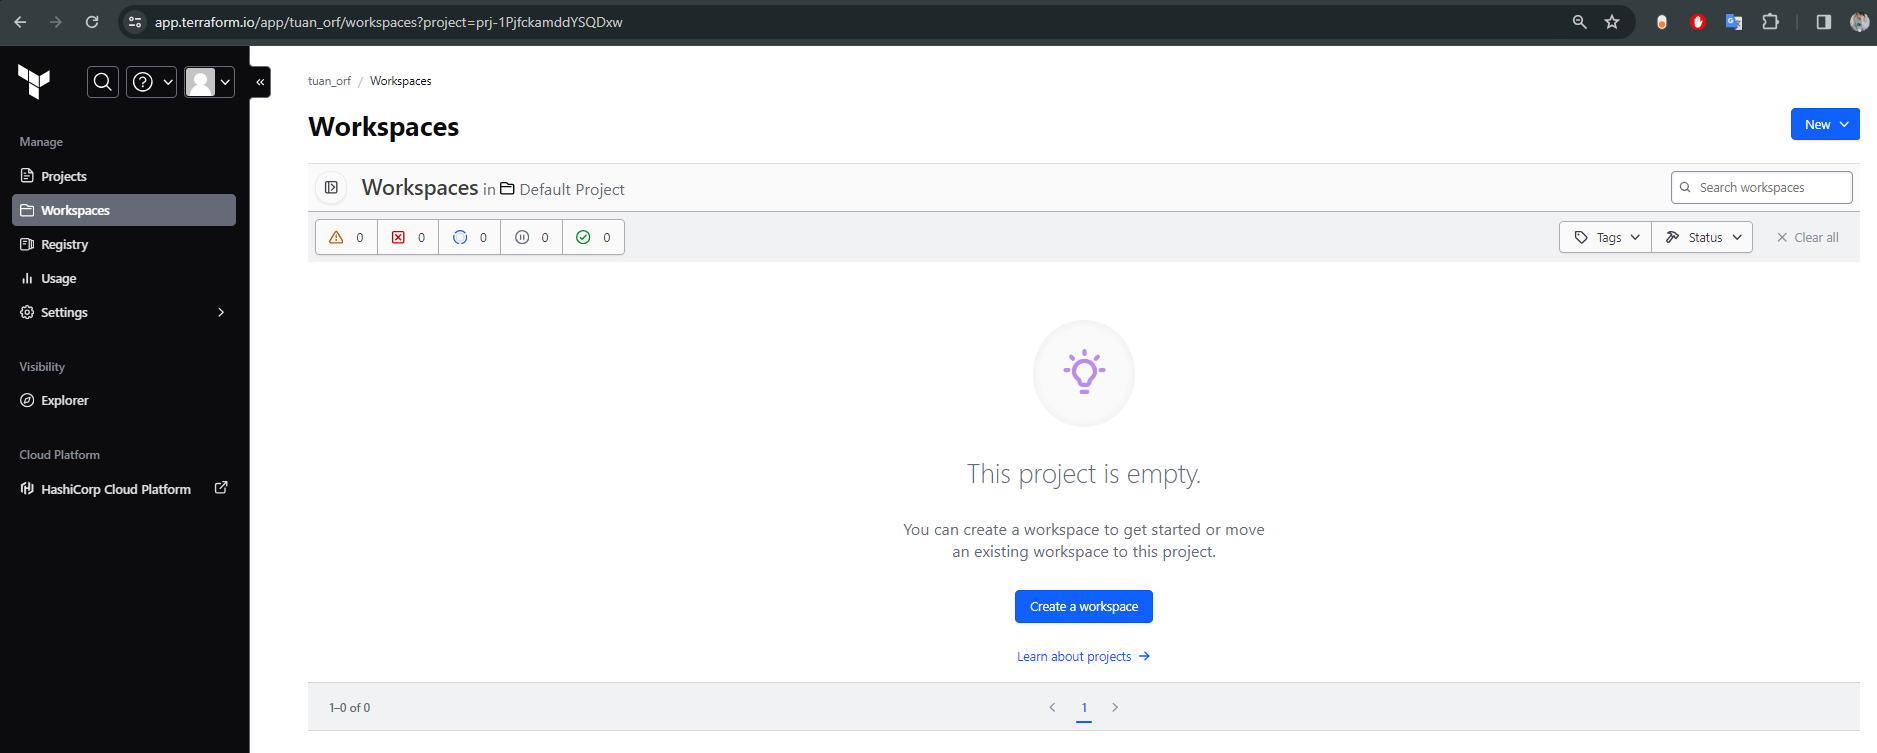 app.terraform.io/app/tuan_orf/workspaces?project=prj-1PjfckamddYSQDxw
tuan_orf / Workspaces
Manage
Workspaces
New
Projects
Workspaces in Default Project
Search workspaces
Workspaces
0 0 0 0 0
Tags
Status
Clear all
Registry
Usage
Settings
Visibility
Explorer
Cloud Platform
HashiCorp Cloud Platform
This project is empty.
You can create a workspace to get started or move
an existing workspace to this project.
Create a workspace
Learn about projects
1–0 of 0
1